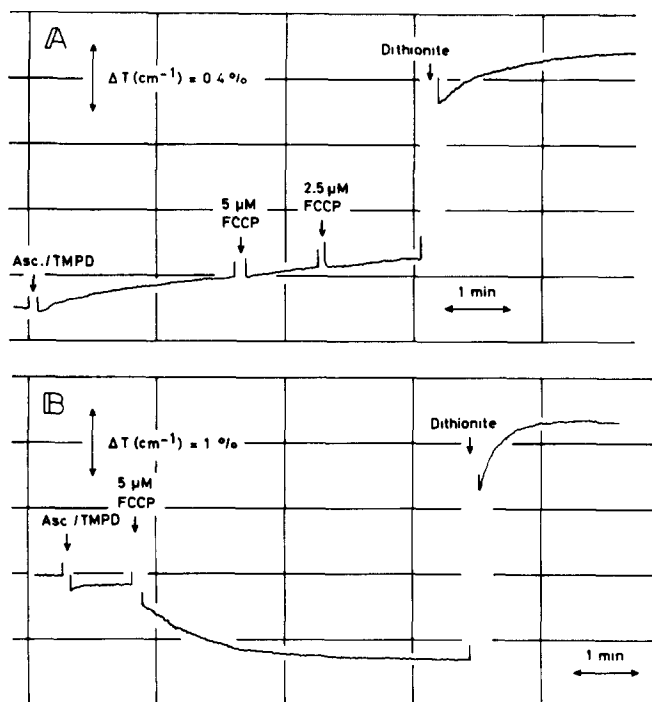 A
ΔT (cm⁻¹) = 0.4 %
Dithionite
5 μM
FCCP
2.5 μM
FCCP
Asc./TMPD
1 min
B
ΔT (cm⁻¹) = 1 %
Dithionite
5 μM
FCCP
Asc./TMPD
1 min